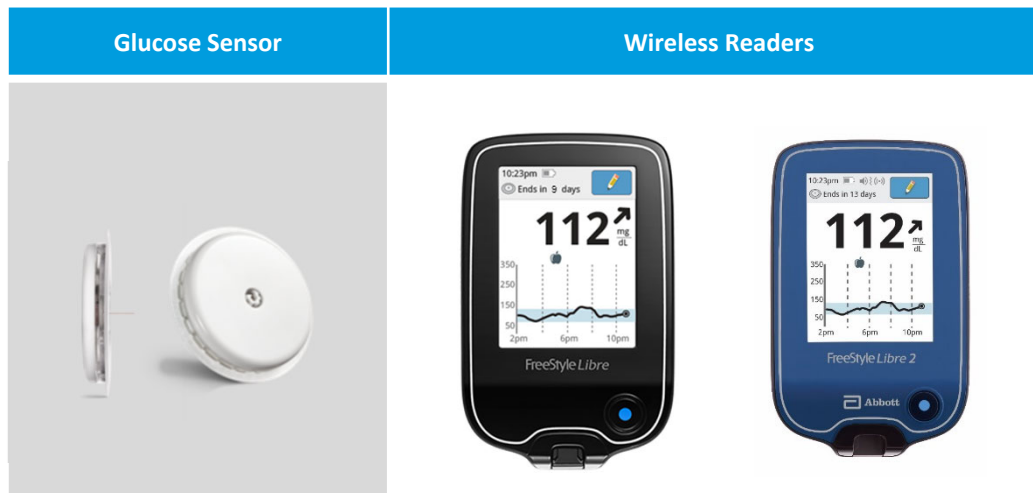 Glucose Sensor
Wireless Readers
10:23pm
Ends in 9 days
112 mg/dL
350
250
150
50
2pm 6pm 10pm
FreeStyle Libre
10:23pm
Ends in 13 days
112 mg/dL
350
250
150
50
2pm 6pm 10pm
FreeStyle Libre 2
Abbott